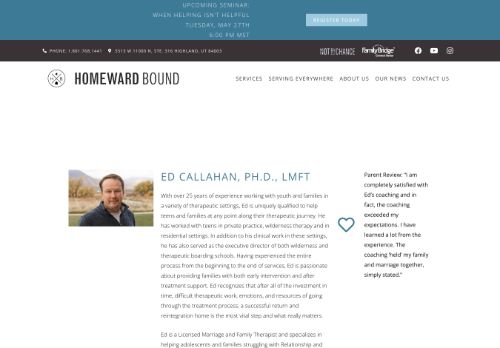 UPCOMING SEMINAR:
WHEN HELPING ISN'T HELPFUL
TUESDAY, MAY 27TH
6:00 PM MST
REGISTER TODAY
PHONE: 1.801.768.1441
5513 W 11000 N, STE. 316 HIGHLAND, UT 84003
NOT BY CHANCE
FamilyBridge
HOMEWARD BOUND
SERVICES
SERVING EVERYWHERE
ABOUT US
OUR NEWS
CONTACT US
ED CALLAHAN, PH.D., LMFT
With over 25 years of experience working with youth and families in
a variety of therapeutic settings, Ed is uniquely qualified to help
teens and families at any point along their therapeutic journey. He
has worked with teens in private practice, wilderness therapy and in
residential settings. In addition to his clinical work in these settings,
he has also served as the executive director of both wilderness and
therapeutic boarding schools. Having experienced the entire
process from the beginning to the end of services, Ed is passionate
about providing families with both early intervention and after
treatment support. Ed recognizes that after all of the investment in
time, difficult therapeutic work, emotions, and resources of going
through the treatment process, a successful return and
reintegration home is the most vital step and what really matters.
Ed is a Licensed Marriage and Family Therapist and specializes in
helping adolescents and families struggling with Relationship and
Parent Review: "I am
completely satisfied with
Ed's coaching and in
fact, the coaching
exceeded my
expectations. I have
learned a lot from the
experience. The
coaching 'held' my family
and marriage together,
simply stated."